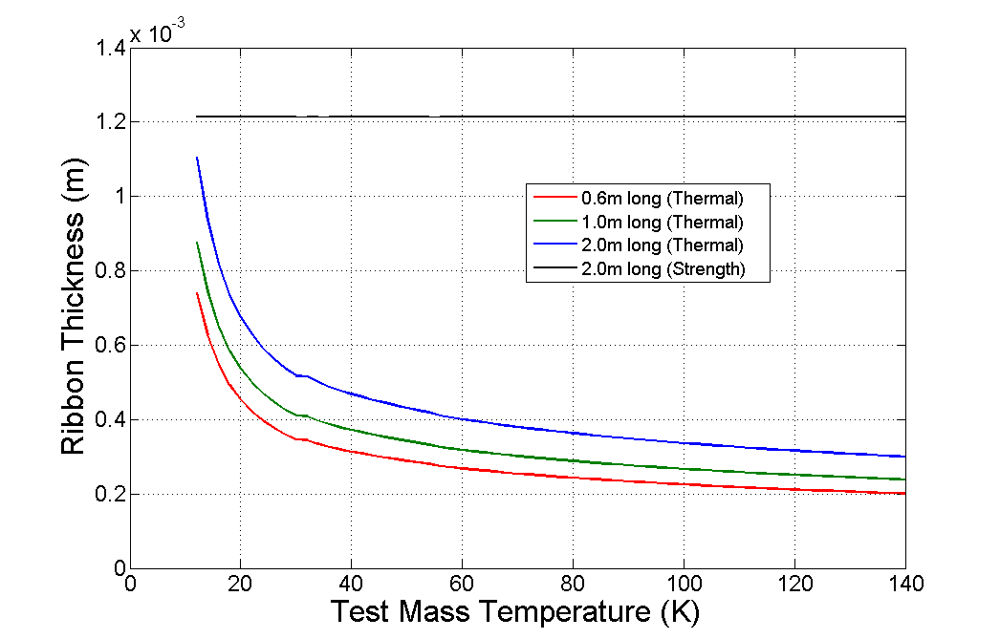 x 10-3
1.4
1.2
1
0.8
0.6
0.4
0.2
0
Ribbon Thickness (m)
0.6m long (Thermal)
1.0m long (Thermal)
2.0m long (Thermal)
2.0m long (Strength)
0 20 40 60 80 100 120 140
Test Mass Temperature (K)